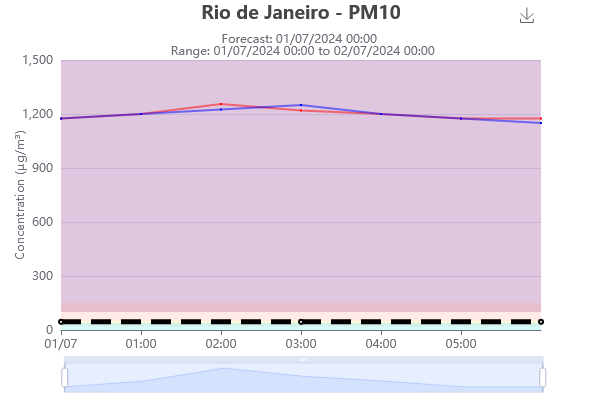 Rio de Janeiro - PM10
Forecast: 01/07/2024 00:00
Range: 01/07/2024 00:00 to 02/07/2024 00:00
Concentration (µg/m³)
1,500
1,200
900
600
300
0
01/07 01:00 02:00 03:00 04:00 05:00